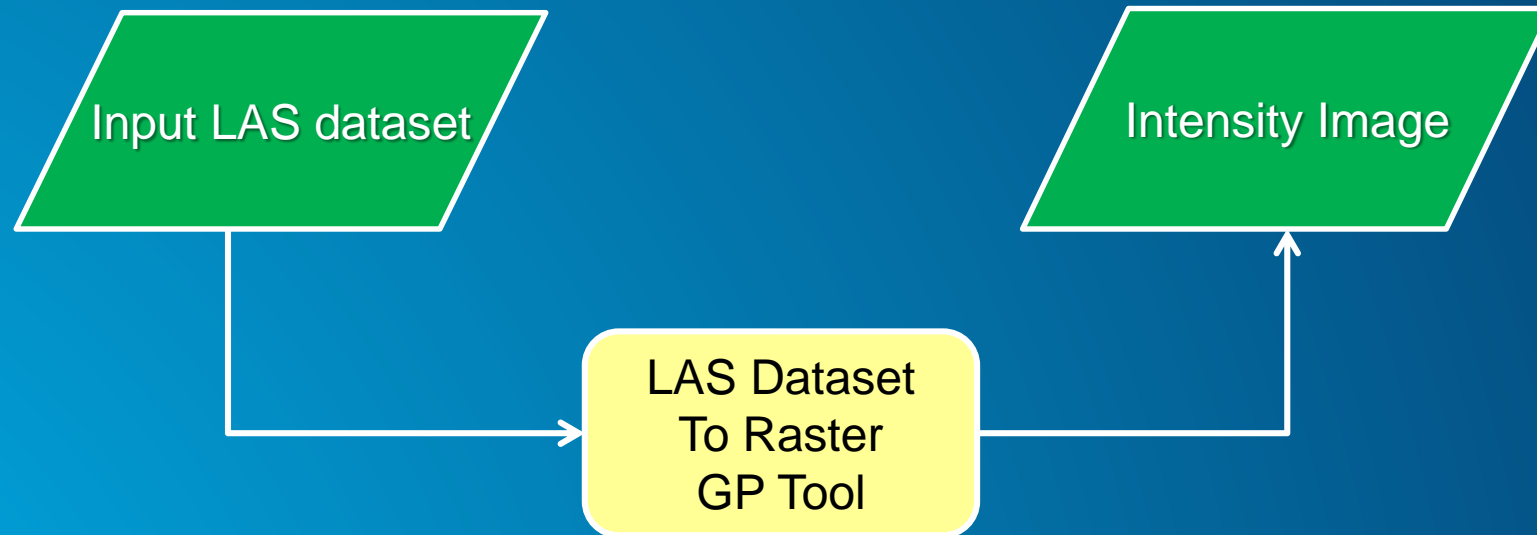 Input LAS dataset
Intensity Image
LAS Dataset
To Raster
GP Tool